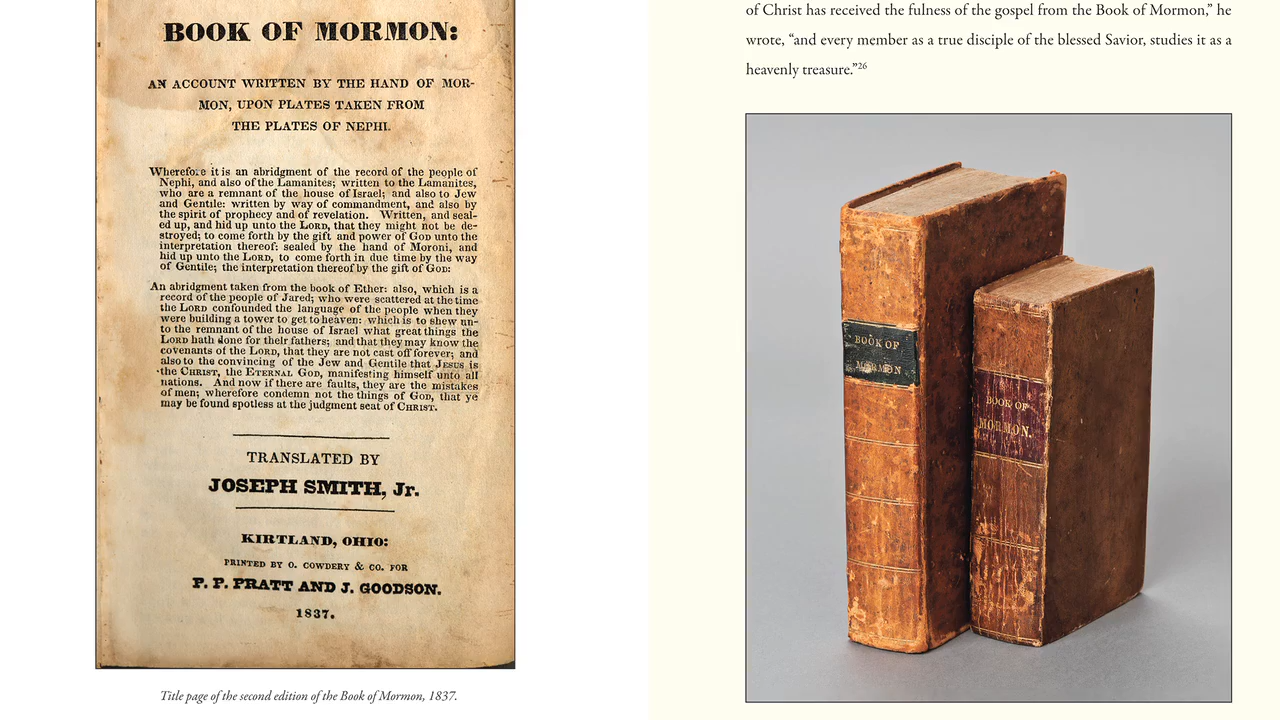 BOOK OF MORMON:
AN ACCOUNT WRITTEN BY THE HAND OF MOR-
MON, UPON PLATES TAKEN FROM
THE PLATES OF NEPHI.
Wherefore it is an abridgment of the record of the people of
Nephi, and also of the Lamanites; written to the Lamanites,
who are a remnant of the house of Israel; and also to Jew
and Gentile: written by way of commandment, and also by
the spirit of prophecy and of revelation. Written, and seal-
ed up, and hid up unto the LORD, that they might not be de-
stroyed; to come forth by the gift and power of GOD unto the
interpretation thereof: sealed by the hand of Moroni, and
hid up unto the LORD, to come forth in due time by the way
of Gentile; the interpretation thereof by the gift of GOD:
An abridgment taken from the book of Ether: also, which is a
record of the people of Jared; who were scattered at the time
the LORD confounded the language of the people when they
were building a tower to get to heaven: which is to shew un-
to the remnant of the house of Israel what great things the
LORD hath done for their fathers; and that they may know the
covenants of the LORD, that they are not cast off forever; and
also to the convincing of the Jew and Gentile that JESUS is
the CHRIST, the ETERNAL GOD, manifesting himself unto all
nations. And now if there are faults, they are the mistakes
of men; wherefore condemn not the things of GOD, that ye
may be found spotless at the judgment seat of CHRIST.
TRANSLATED BY
JOSEPH SMITH, Jr.
KIRTLAND, OHIO:
PRINTED BY O. COWDERY & CO. FOR
P. P. PRATT AND J. GOODSON.
1837.
Title page of the second edition of the Book of Mormon, 1837.
of Christ has received the fulness of the gospel from the Book of Mormon,” he
wrote, “and every member as a true disciple of the blessed Savior, studies it as a
heavenly treasure.”26
BOOK OF
MORMON
BOOK OF
MORMON.